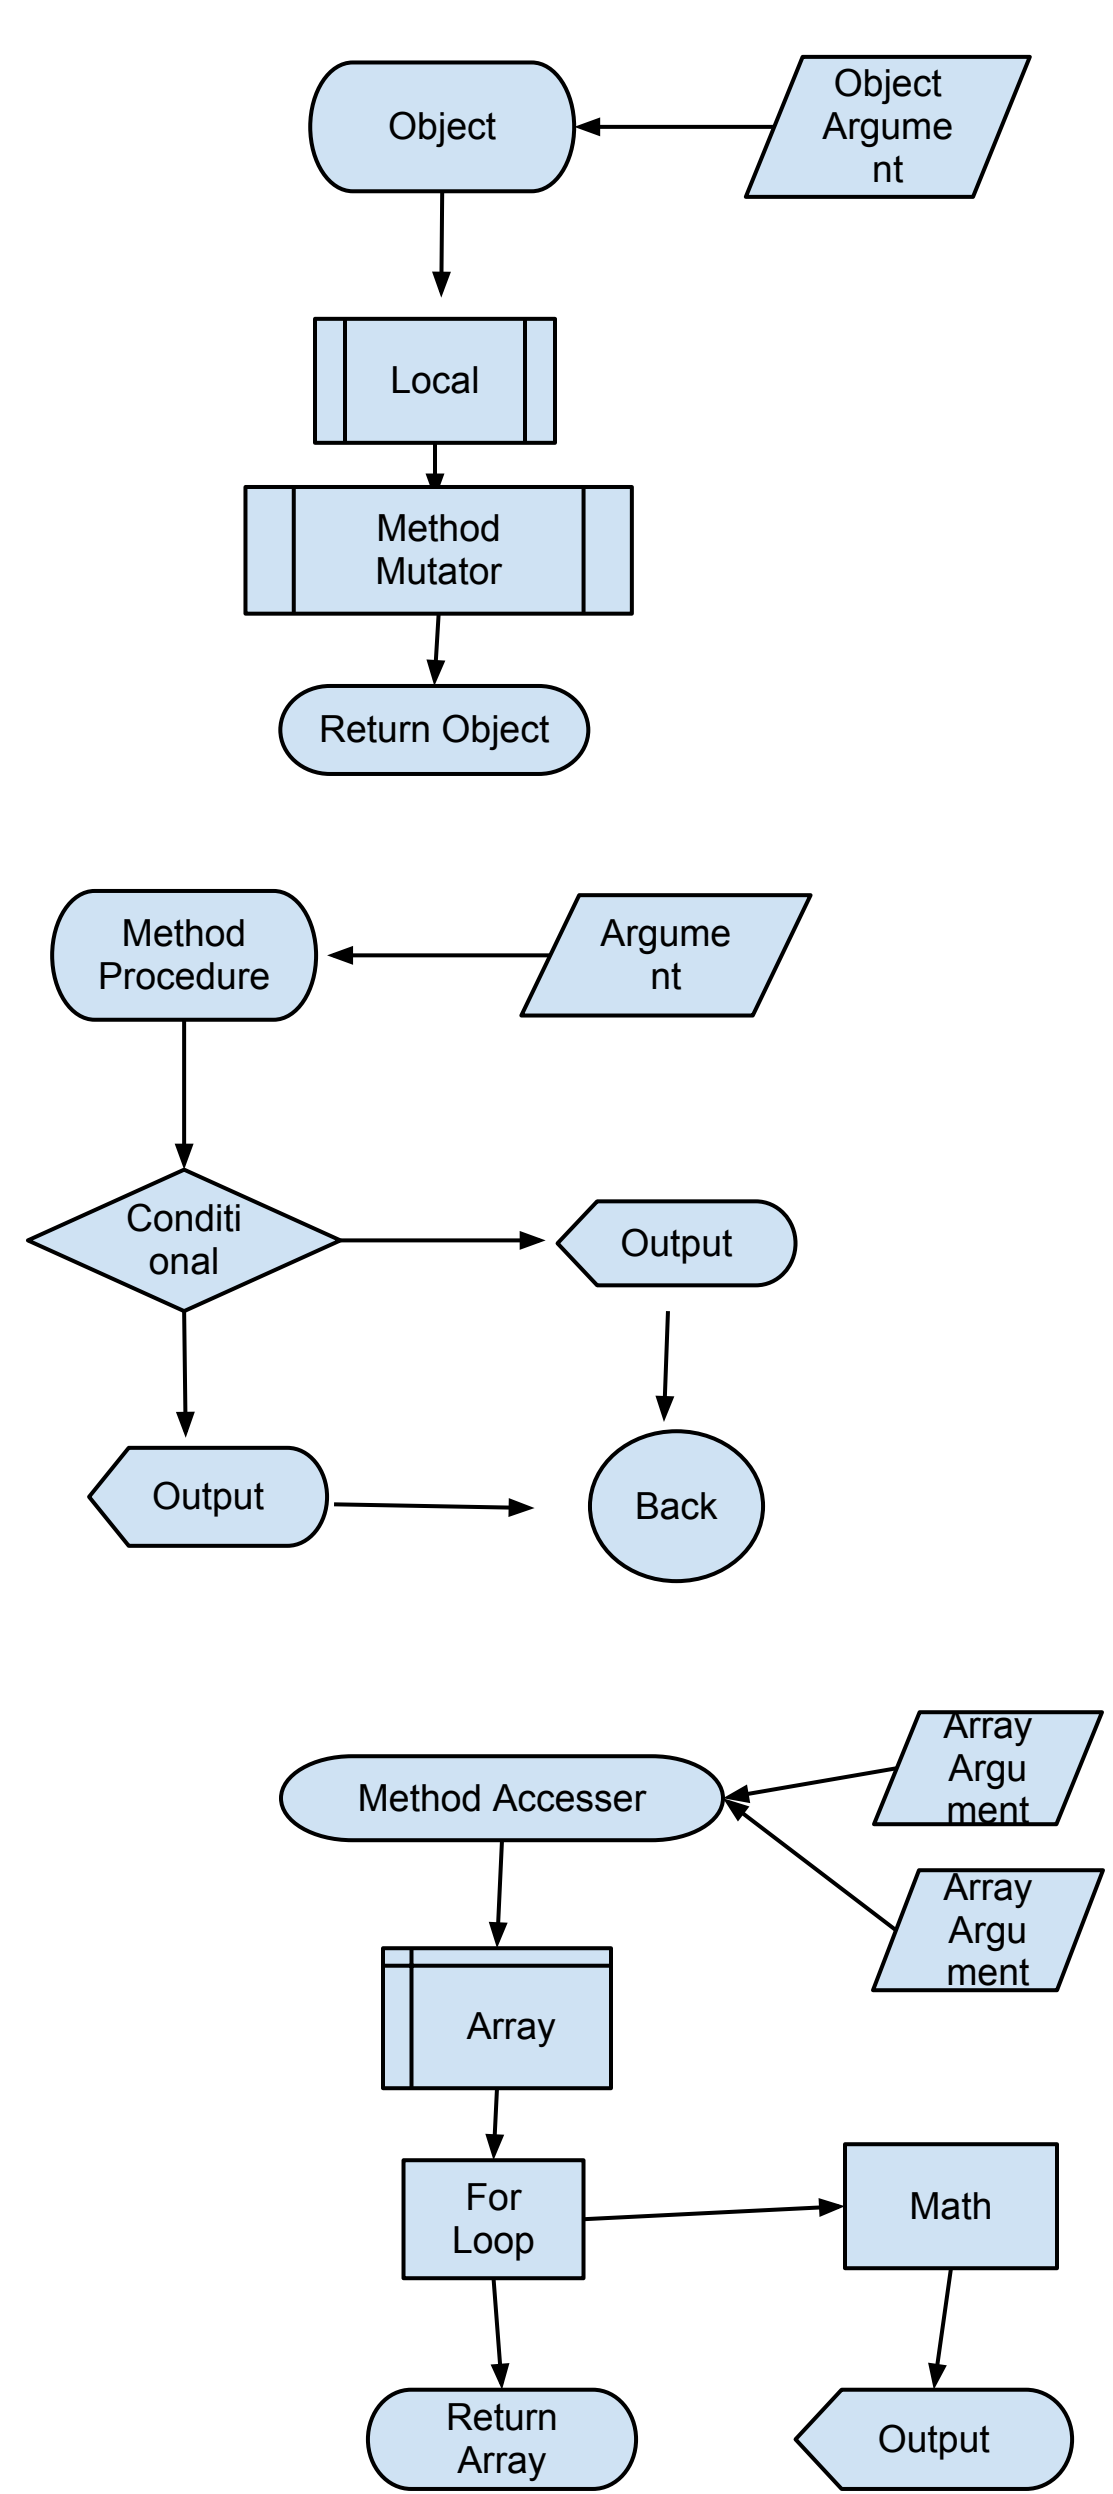 Object
Object
Argume
nt
Local
Method
Mutator
Return Object
Method
Procedure
Argume
nt
Conditi
onal
Output
Output
Back
Method Accesser
Array
Argu
ment
Array
Argu
ment
Array
For
Loop
Math
Return
Array
Output